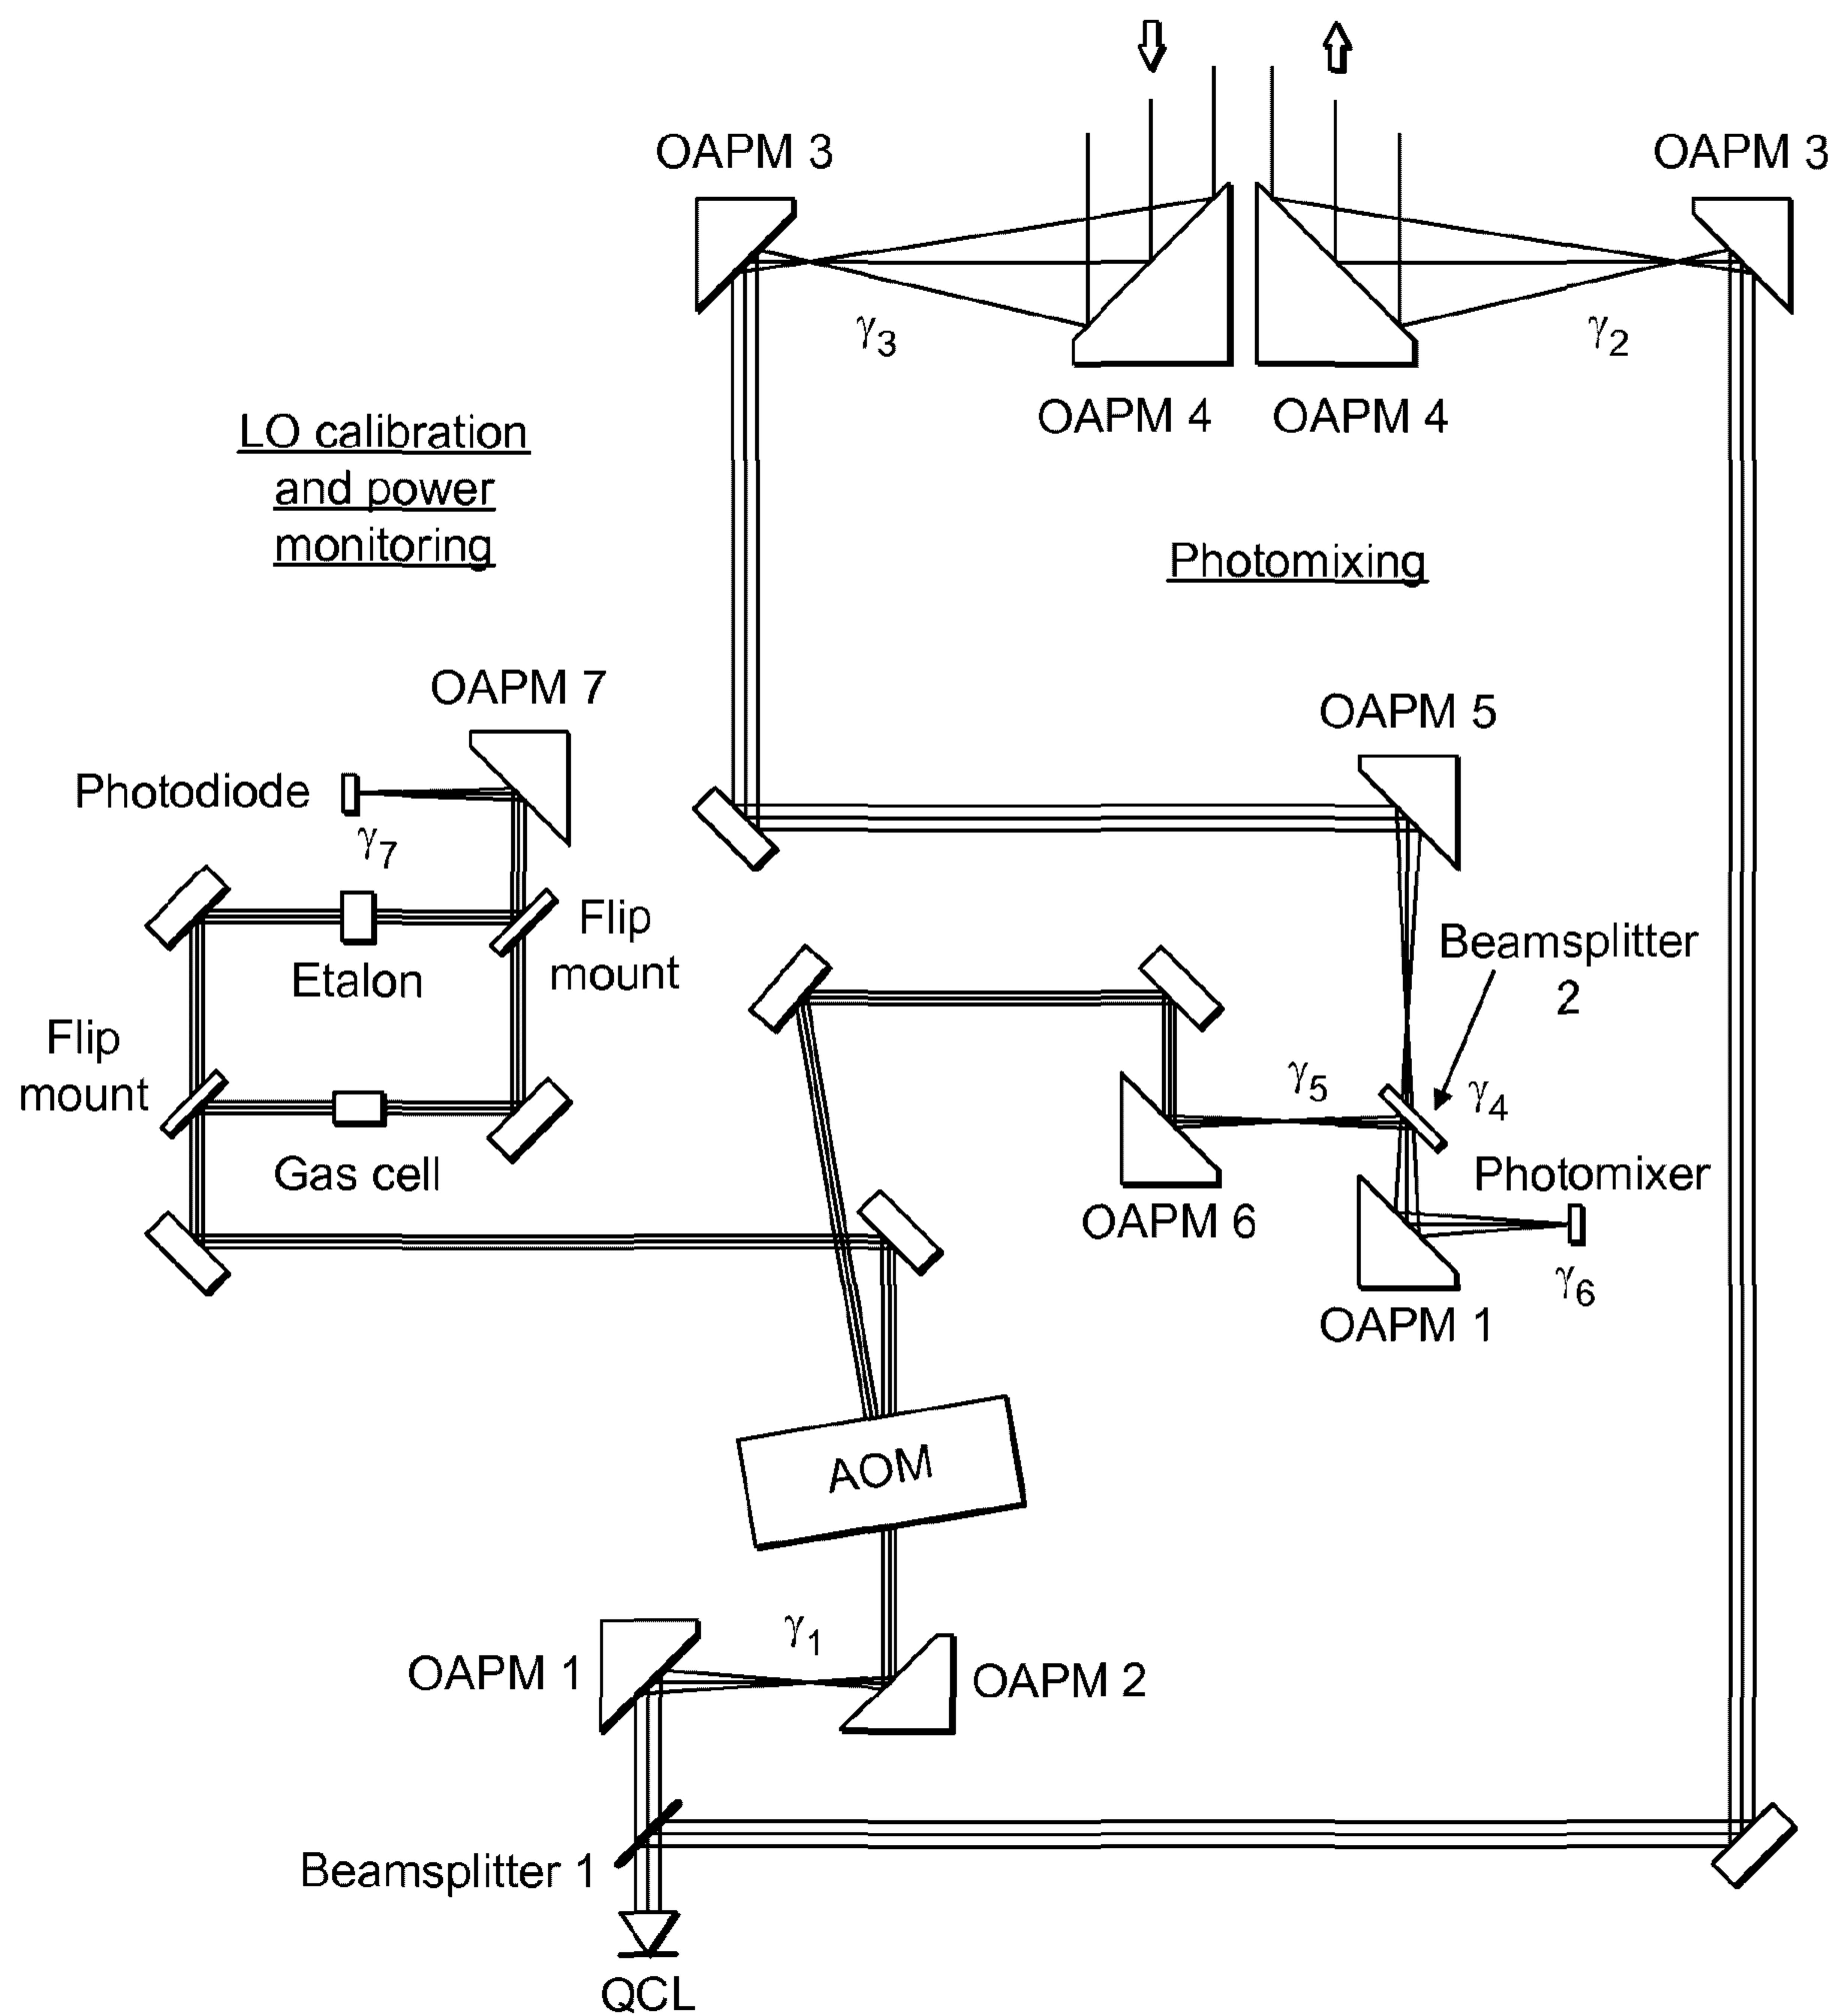 OAPM 3
OAPM 3
γ3
γ2
OAPM 4
OAPM 4
LO calibration
and power
monitoring
Photomixing
OAPM 7
OAPM 5
Photodiode
γ7
Flip
mount
Beamsplitter
2
Etalon
Flip
mount
γ5
γ4
Gas cell
Photomixer
OAPM 6
γ6
OAPM 1
AOM
γ1
OAPM 1
OAPM 2
Beamsplitter 1
QCL